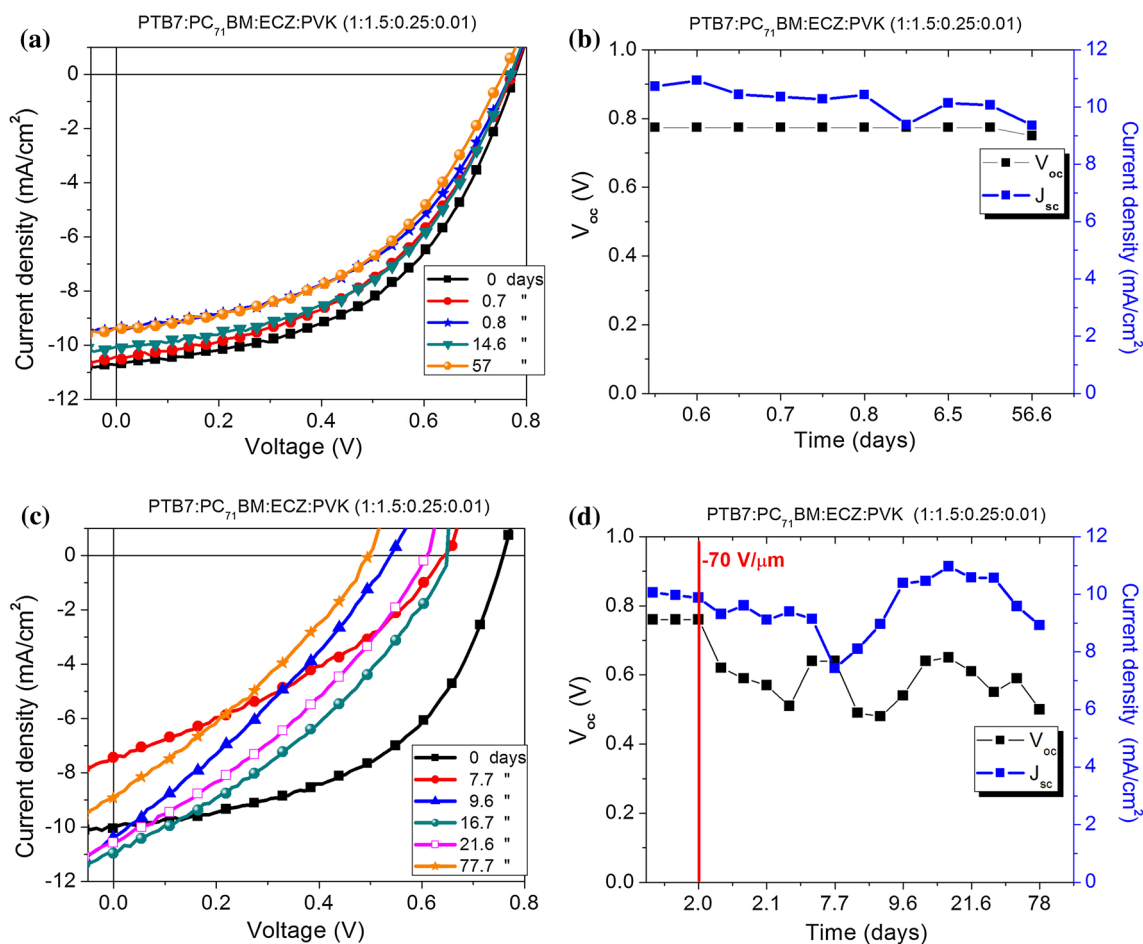 (a)
PTB7:PC71BM:ECZ:PVK (1:1.5:0.25:0.01)
0
-2
-4
-6
-8
-10
-12
Current density (mA/cm²)
0 days
0.7 "
0.8 "
14.6 "
57 "
0.0 0.2 0.4 0.6 0.8
Voltage (V)
(b)
PTB7:PC71BM:ECZ:PVK (1:1.5:0.25:0.01)
1.0
0.8
0.6
0.4
0.2
0.0
Voc (V)
Voc
Jsc
12
10
8
6
4
2
0
Current density (mA/cm²)
0.6 0.7 0.8 6.5 56.6
Time (days)
(c)
PTB7:PC71BM:ECZ:PVK (1:1.5:0.25:0.01)
0
-2
-4
-6
-8
-10
-12
Current density (mA/cm²)
0 days
7.7 "
9.6 "
16.7 "
21.6 "
77.7 "
0.0 0.2 0.4 0.6 0.8
Voltage (V)
(d)
PTB7:PC71BM:ECZ:PVK (1:1.5:0.25:0.01)
-70 V/μm
1.0
0.8
0.6
0.4
0.2
0.0
Voc (V)
Voc
Jsc
12
10
8
6
4
2
0
Current density (mA/cm²)
2.0 2.1 7.7 9.6 21.6 78
Time (days)